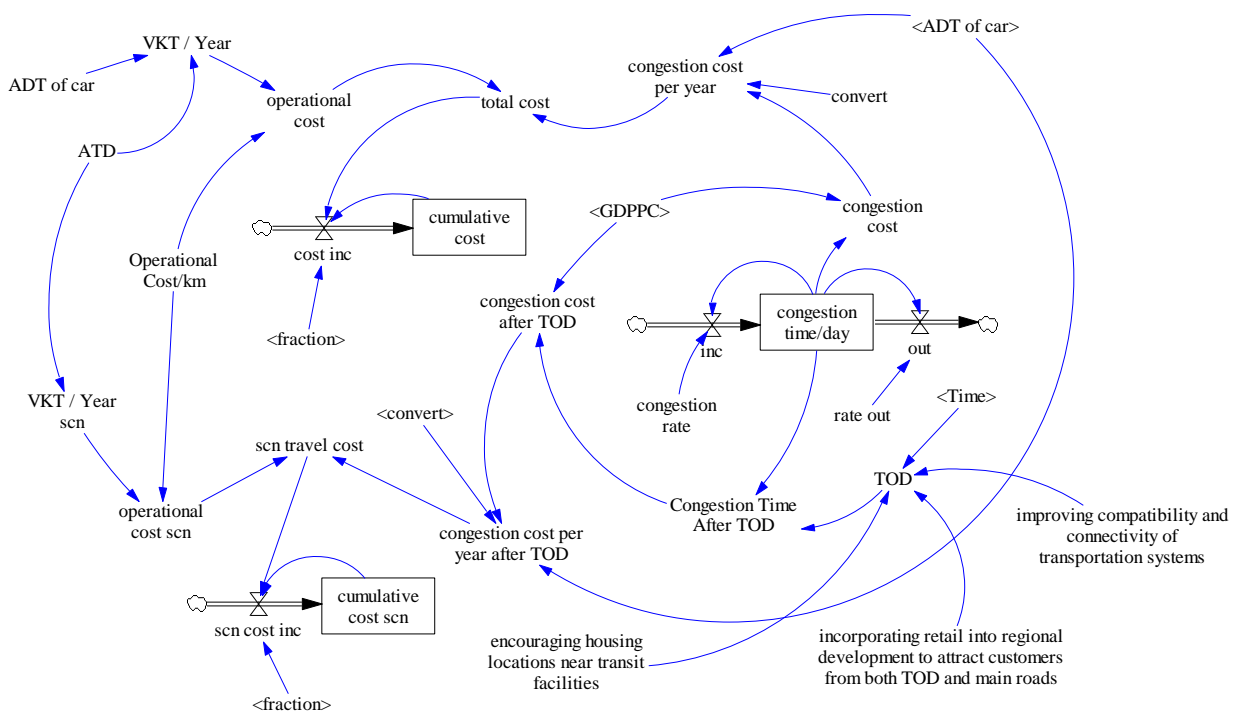 <ADT of car>
VKT / Year
ADT of car
congestion cost
per year
convert
operational
cost
total cost
ATD
<GDPPC>
congestion
cost
cumulative
cost
cost inc
Operational
Cost/km
congestion cost
after TOD
congestion
time/day
<fraction>
inc
out
VKT / Year
scn
<convert>
congestion
rate
rate out
<Time>
scn travel cost
TOD
operational
cost scn
Congestion Time
After TOD
congestion cost per
year after TOD
improving compatibility and
connectivity of
transportation systems
cumulative
cost scn
scn cost inc
encouraging housing
locations near transit
facilities
incorporating retail into regional
development to attract customers
from both TOD and main roads
<fraction>